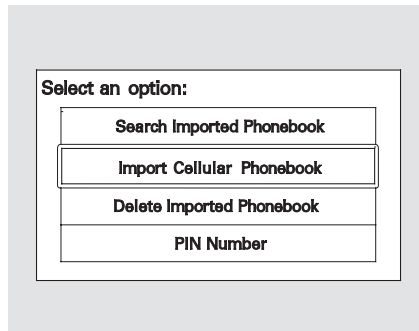 Select an option:
Search Imported Phonebook
Import Cellular Phonebook
Delete Imported Phonebook
PIN Number